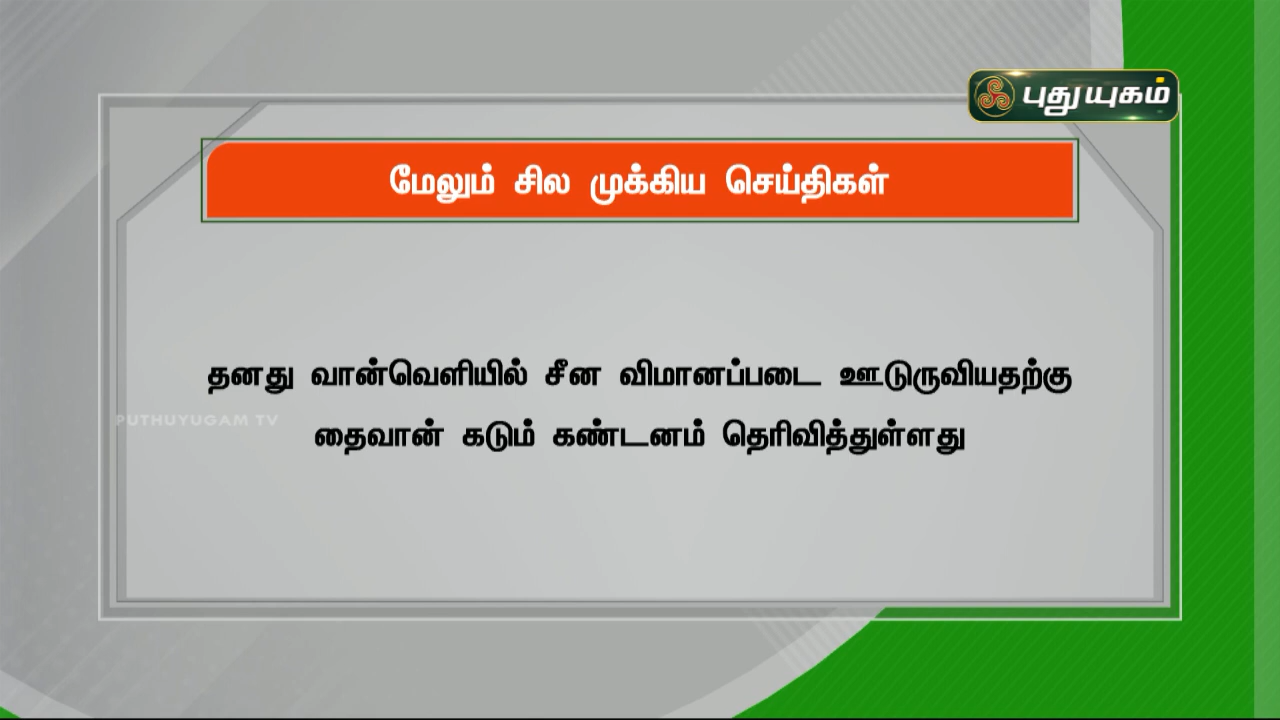 புதுயுகம்
மேலும் சில முக்கிய செய்திகள்
தனது வான்வெளியில் சீன விமானப்படை ஊடுருவியதற்கு
PUTHUYUGAM TV
தைவான் கடும் கண்டனம் தெரிவித்துள்ளது